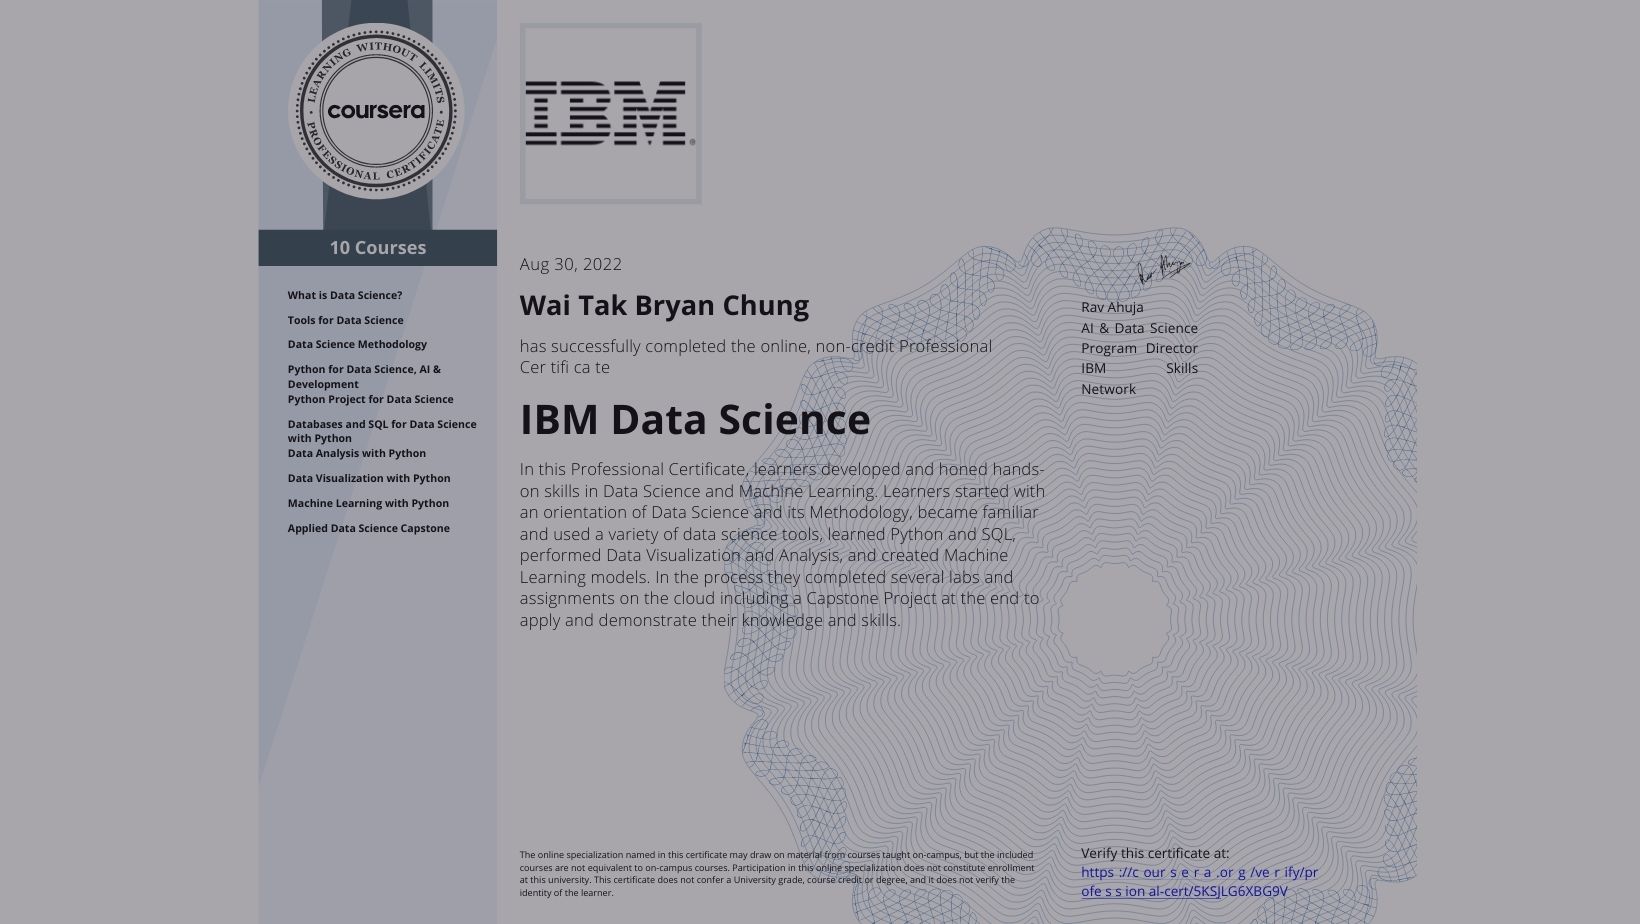 LEARNING WITHOUT LIMITS
coursera
PROFESSIONAL CERTIFICATE
10 Courses
What is Data Science?
Tools for Data Science
Data Science Methodology
Python for Data Science, AI &
Development
Python Project for Data Science
Databases and SQL for Data Science
with Python
Data Analysis with Python
Data Visualization with Python
Machine Learning with Python
Applied Data Science Capstone
IBM®
Aug 30, 2022
Wai Tak Bryan Chung
has successfully completed the online, non-credit Professional
Cer tifi ca te
IBM Data Science
In this Professional Certificate, learners developed and honed hands-
on skills in Data Science and Machine Learning. Learners started with
an orientation of Data Science and its Methodology, became familiar
and used a variety of data science tools, learned Python and SQL,
performed Data Visualization and Analysis, and created Machine
Learning models. In the process they completed several labs and
assignments on the cloud including a Capstone Project at the end to
apply and demonstrate their knowledge and skills.
Rav Ahuja
AI & Data Science
Program Director
IBM Skills
Network
The online specialization named in this certificate may draw on material from courses taught on-campus, but the included
courses are not equivalent to on-campus courses. Participation in this online specialization does not constitute enrollment
at this university. This certificate does not confer a University grade, course credit or degree, and it does not verify the
identity of the learner.
Verify this certificate at:
https ://c our s e r a .or g /ve r ify/pr
ofe s s ion al-cert/5KSJLG6XBG9V